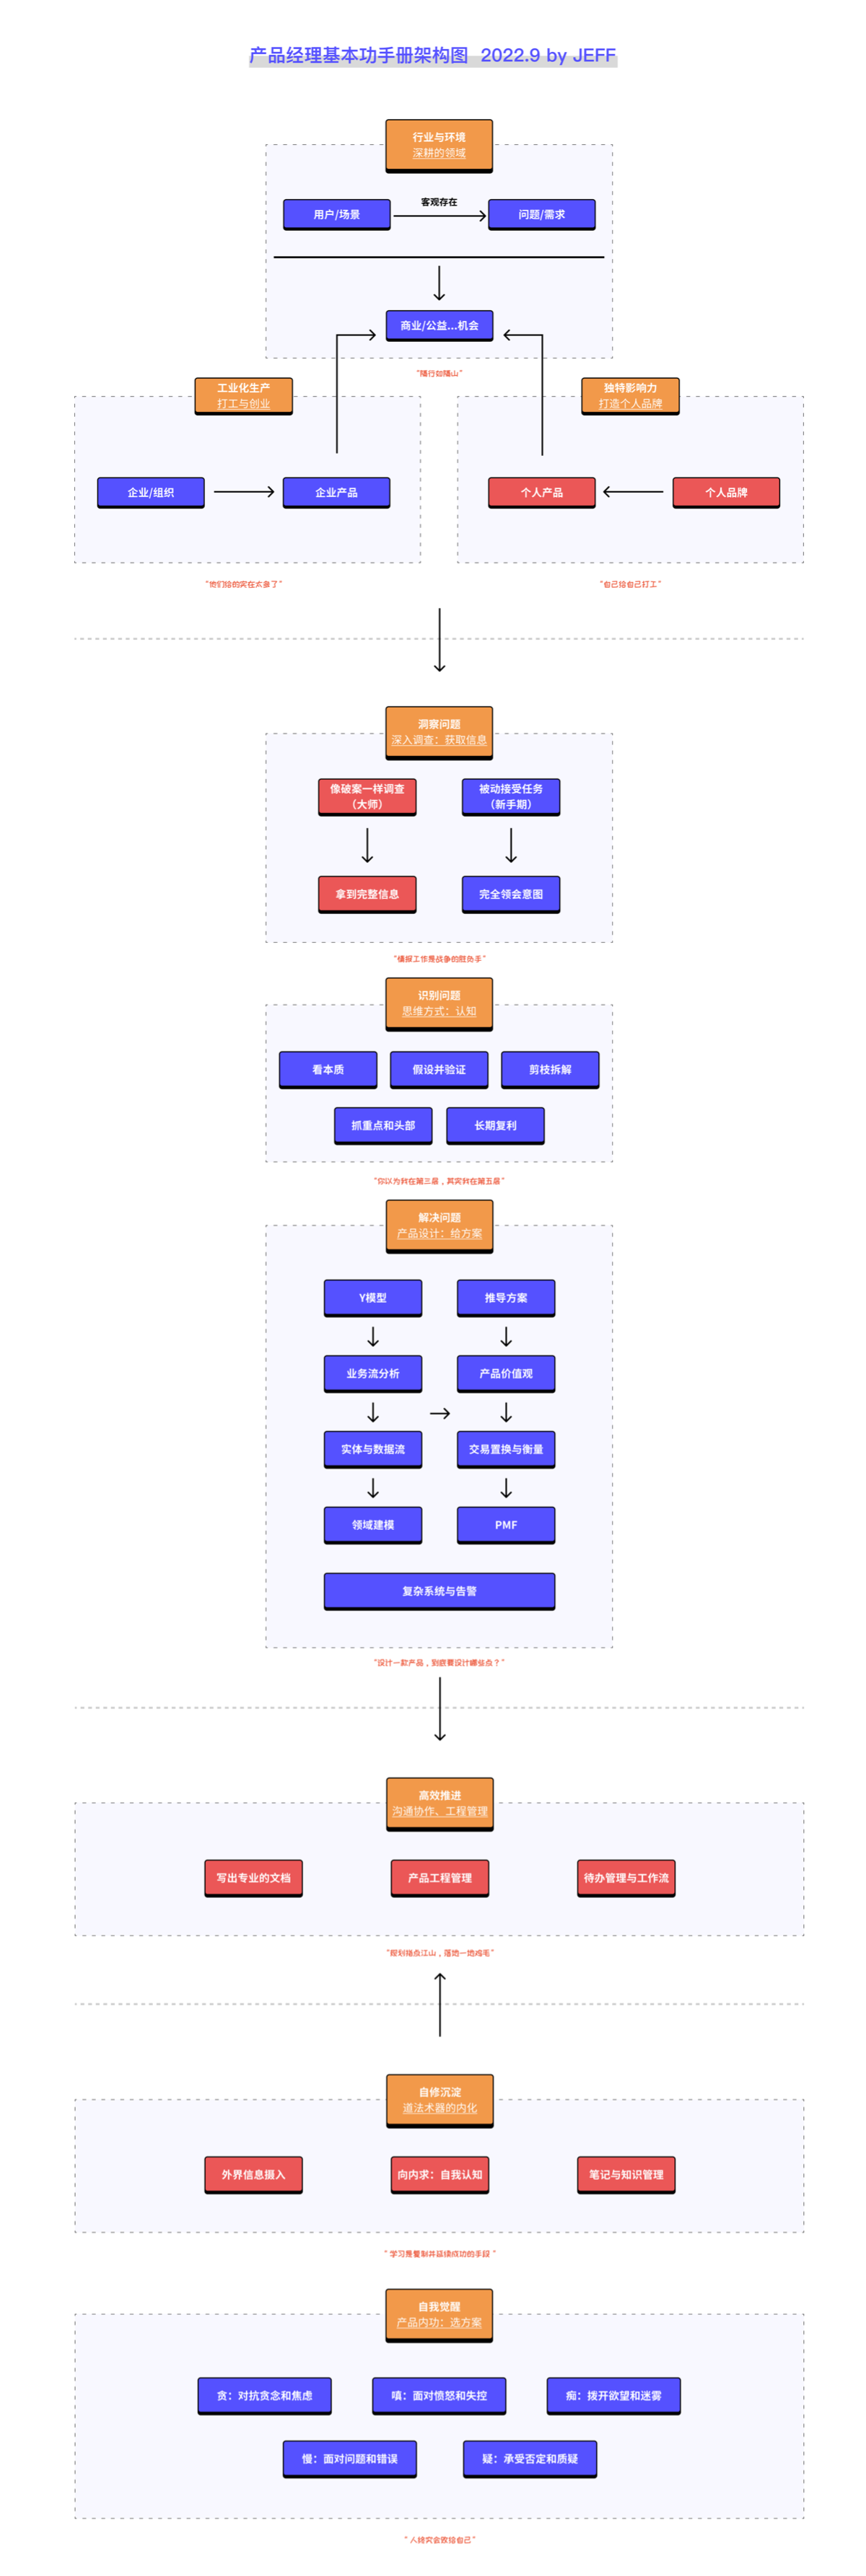 产品经理基本功手册架构图 2022.9 by JEFF
行业与环境
深耕的领域
用户/场景
客观存在
问题/需求
商业/公益...机会
“隔行如隔山”
工业化生产
打工与创业
独特影响力
打造个人品牌
企业/组织
企业产品
个人产品
个人品牌
“他们给的实在太多了”
“自己给自己打工”
洞察问题
深入调查：获取信息
像破案一样调查
（大师）
被动接受任务
（新手期）
拿到完整信息
完全领会意图
“情报工作是战争的胜负手”
识别问题
思维方式：认知
看本质
假设并验证
剪枝拆解
抓重点和头部
长期复利
“你以为我在第三层，其实我在第五层”
解决问题
产品设计：给方案
Y模型
推导方案
业务流分析
产品价值观
实体与数据流
交易置换与衡量
领域建模
PMF
复杂系统与告警
“设计一款产品，到底要设计哪些点？”
高效推进
沟通协作、工程管理
写出专业的文档
产品工程管理
待办管理与工作流
“规划指点江山，落地一地鸡毛”
自修沉淀
道法术器的内化
外界信息摄入
向内求：自我认知
笔记与知识管理
“ 学习是复制并延续成功的手段 ”
自我觉醒
产品内功：选方案
贪：对抗贪念和焦虑
嗔：面对愤怒和失控
痴：拨开欲望和迷雾
慢：面对问题和错误
疑：承受否定和质疑
“ 人终究会败给自己”